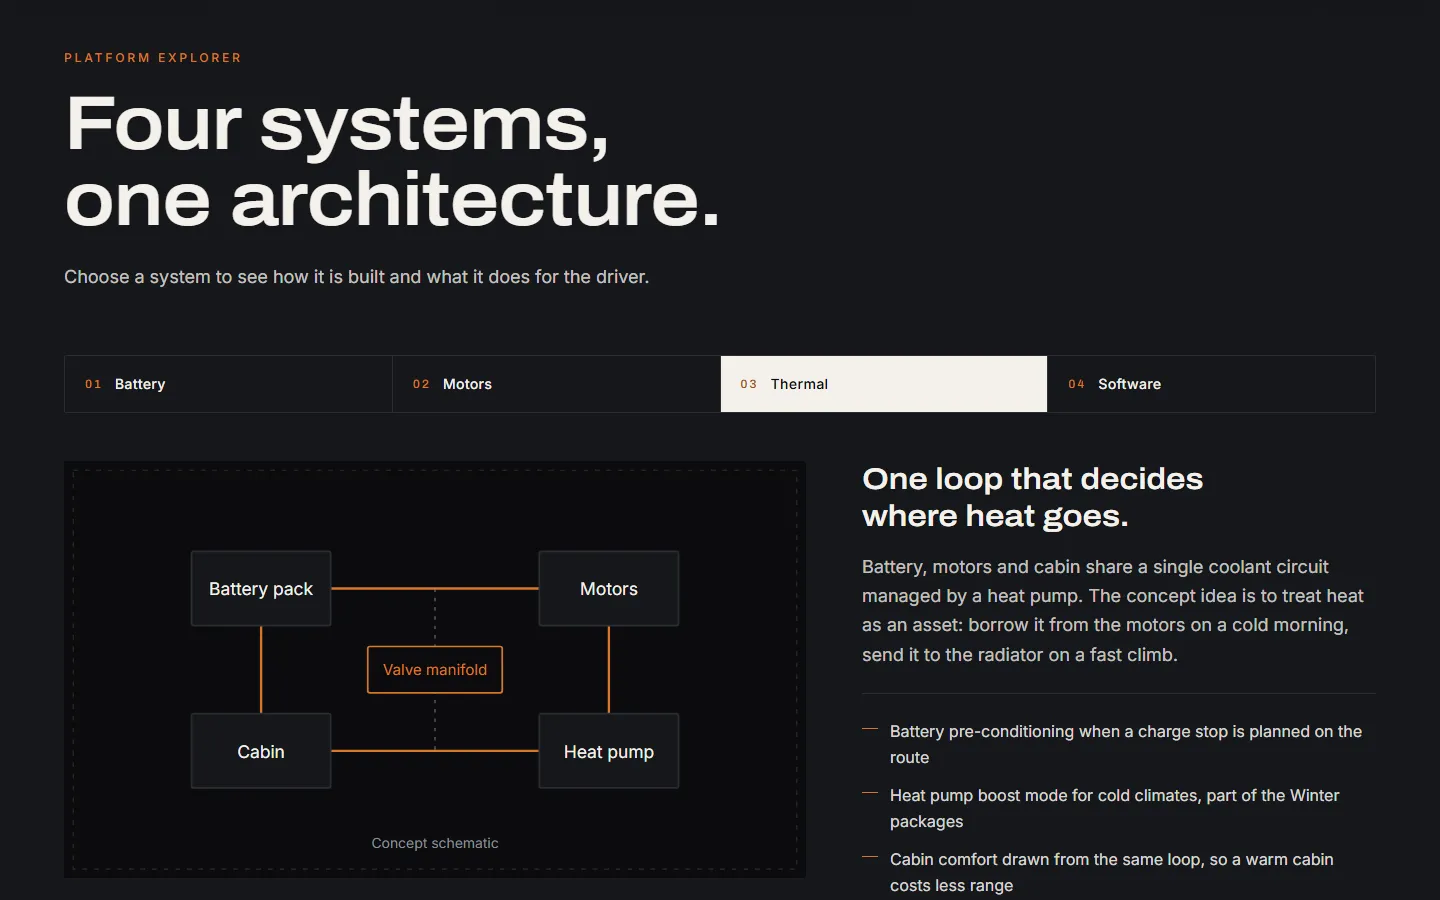 PLATFORM EXPLORER
Four systems,
one architecture.
Choose a system to see how it is built and what it does for the driver.
01 Battery
02 Motors
03 Thermal
04 Software
Battery pack
Motors
Valve manifold
Cabin
Heat pump
Concept schematic
One loop that decides
where heat goes.
Battery, motors and cabin share a single coolant circuit
managed by a heat pump. The concept idea is to treat heat
as an asset: borrow it from the motors on a cold morning,
send it to the radiator on a fast climb.
Battery pre-conditioning when a charge stop is planned on the
route
Heat pump boost mode for cold climates, part of the Winter
packages
Cabin comfort drawn from the same loop, so a warm cabin
costs less range